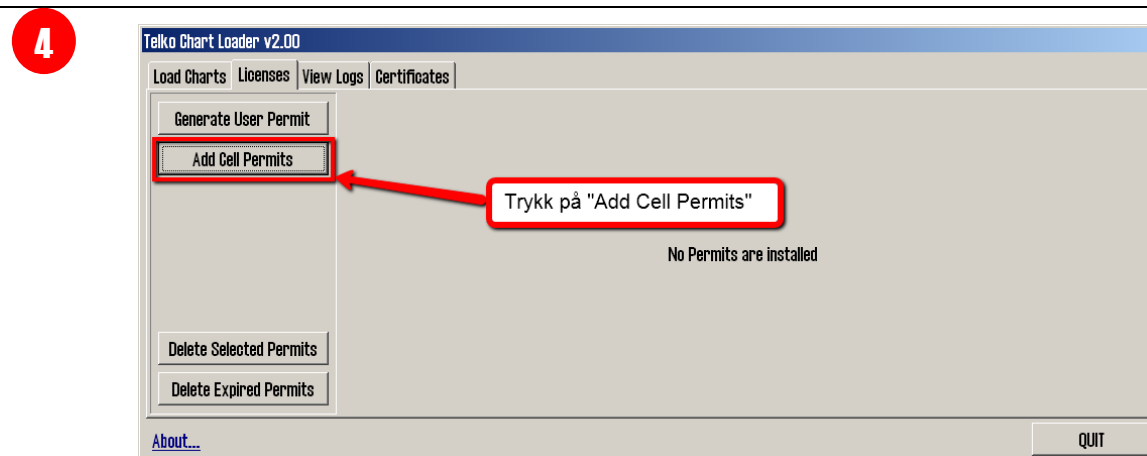 4
Telko Chart Loader v2.00
Load Charts Licenses View Logs Certificates
Generate User Permit
Add Cell Permits
Trykk på "Add Cell Permits"
No Permits are installed
Delete Selected Permits
Delete Expired Permits
About...
QUIT